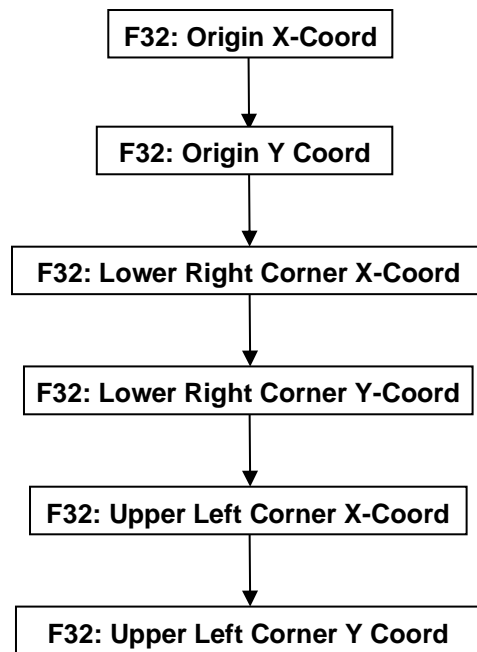 F32: Origin X-Coord
F32: Origin Y Coord
F32: Lower Right Corner X-Coord
F32: Lower Right Corner Y-Coord
F32: Upper Left Corner X-Coord
F32: Upper Left Corner Y Coord